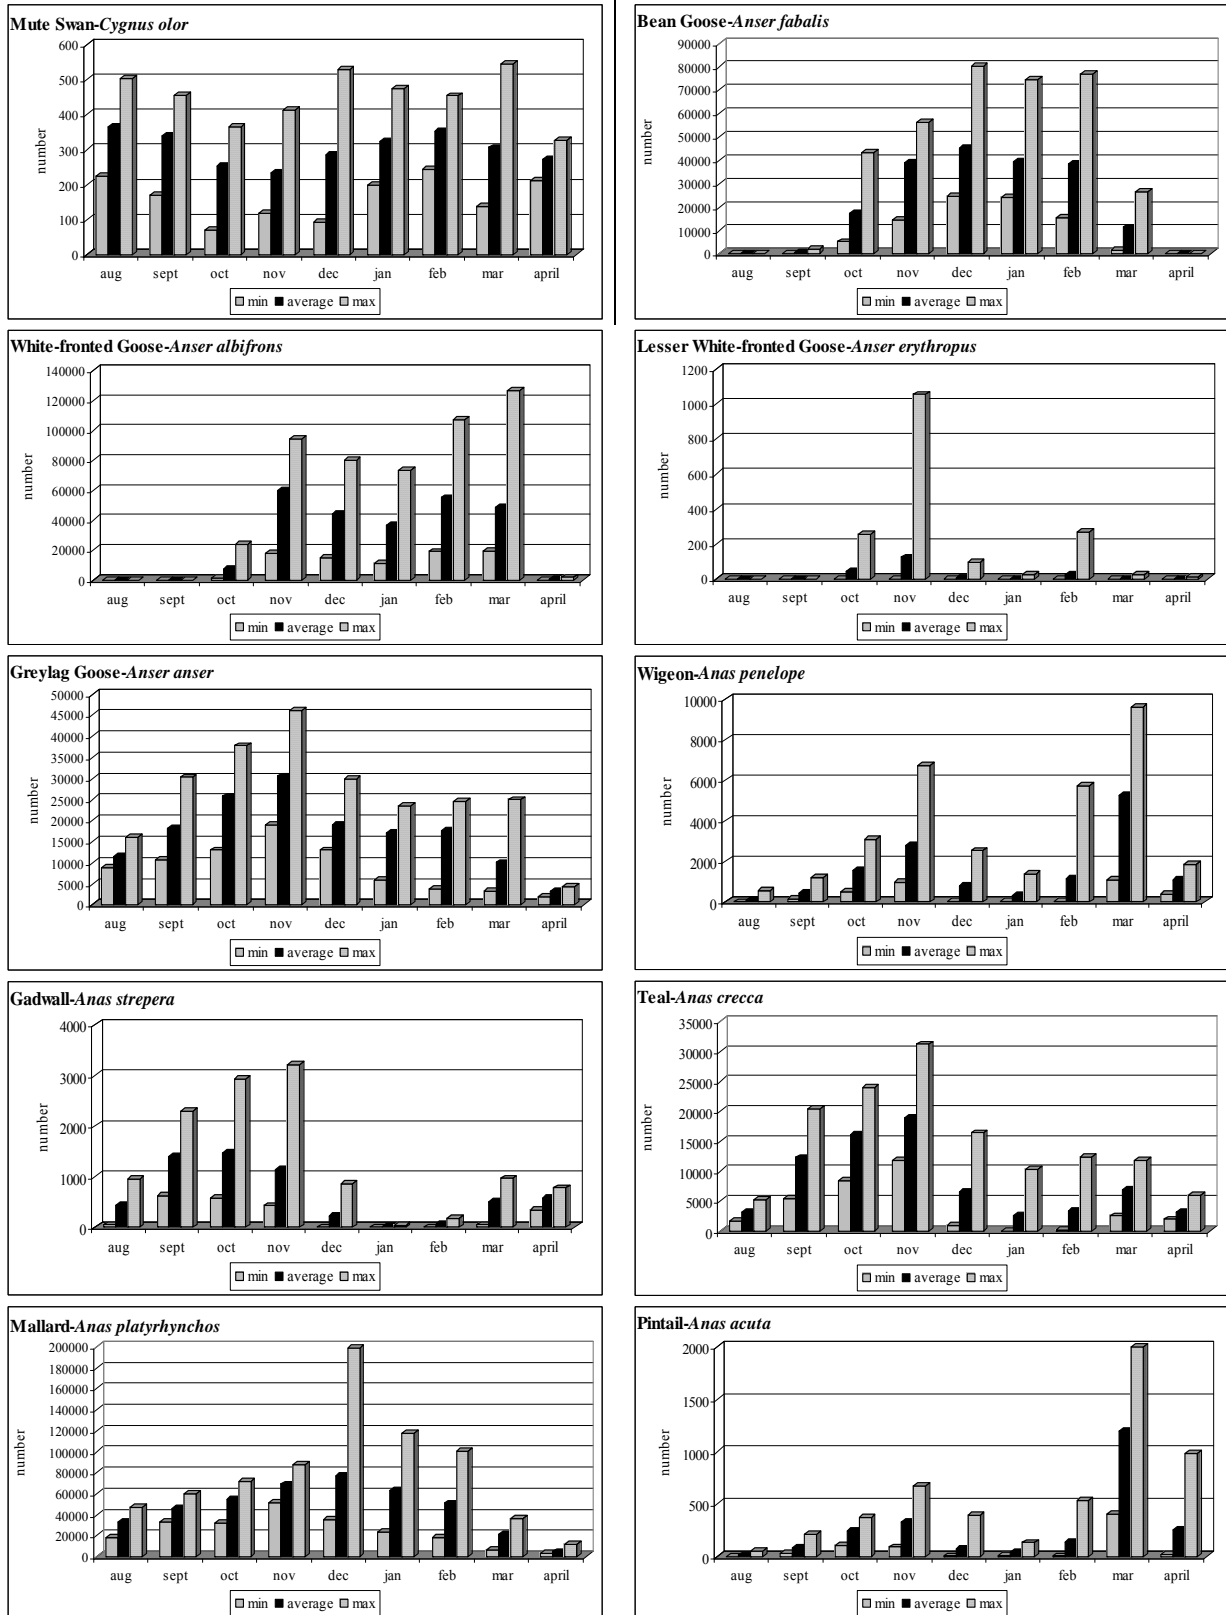 Mute Swan-Cygnus olor
600
500
400
300
200
100
0
number
aug sept oct nov dec jan feb mar april
min average max
Bean Goose-Anser fabalis
90000
80000
70000
60000
50000
40000
30000
20000
10000
0
number
aug sept oct nov dec jan feb mar april
min average max
White-fronted Goose-Anser albifrons
140000
120000
100000
80000
60000
40000
20000
0
number
aug sept oct nov dec jan feb mar april
min average max
Lesser White-fronted Goose-Anser erythropus
1200
1000
800
600
400
200
0
number
aug sept oct nov dec jan feb mar april
min average max
Greylag Goose-Anser anser
50000
45000
40000
35000
30000
25000
20000
15000
10000
5000
0
number
aug sept oct nov dec jan feb mar april
min average max
Wigeon-Anas penelope
10000
8000
6000
4000
2000
0
number
aug sept oct nov dec jan feb mar april
min average max
Gadwall-Anas strepera
4000
3000
2000
1000
0
number
aug sept oct nov dec jan feb mar april
min average max
Teal-Anas crecca
35000
30000
25000
20000
15000
10000
5000
0
number
aug sept oct nov dec jan feb mar april
min average max
Mallard-Anas platyrhynchos
200000
180000
160000
140000
120000
100000
80000
60000
40000
20000
0
number
aug sept oct nov dec jan feb mar april
min average max
Pintail-Anas acuta
2000
1500
1000
500
0
number
aug sept oct nov dec jan feb mar april
min average max